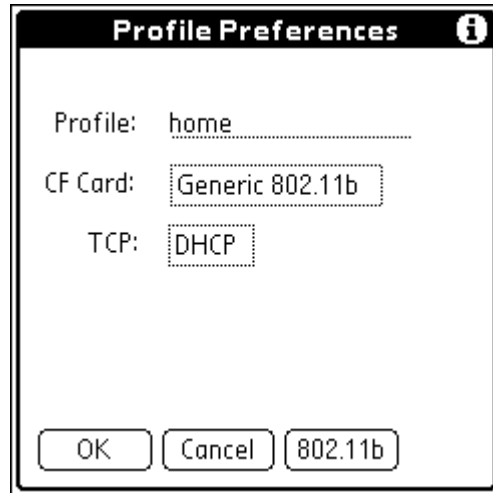 Profile Preferences i
Profile: home
CF Card: Generic 802.11b
TCP: DHCP
OK Cancel 802.11b